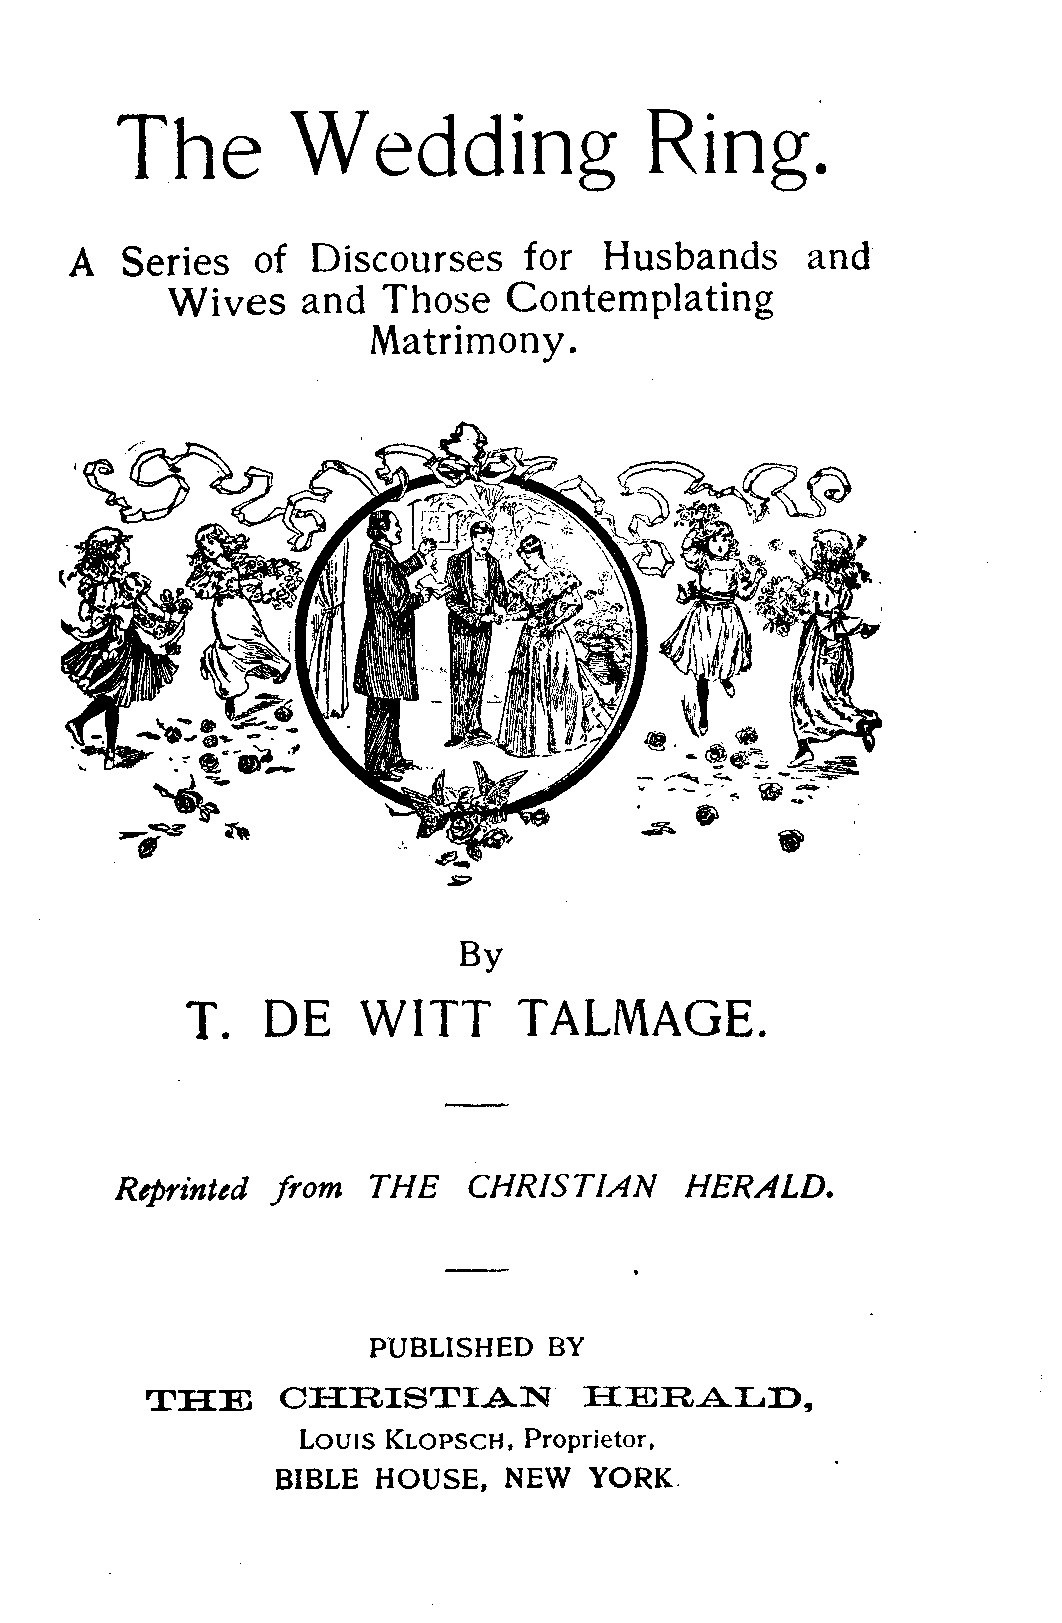 The Wedding Ring.
A Series of Discourses for Husbands and
Wives and Those Contemplating
Matrimony.
By
T. DE WITT TALMAGE.
Reprinted from THE CHRISTIAN HERALD.
PUBLISHED BY
THE CHRISTIAN HERALD,
LOUIS KLOPSCH, Proprietor,
BIBLE HOUSE, NEW YORK.